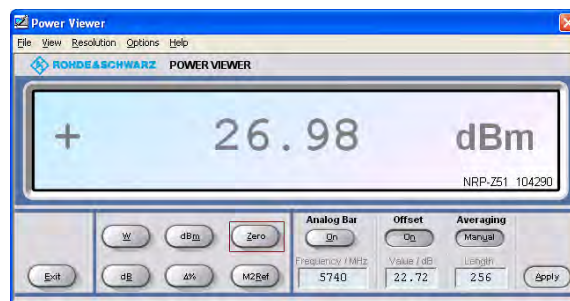 Power Viewer
File View Resolution Options Help
ROHDE&SCHWARZ POWER VIEWER
+ 26.98 dBm
NRP-Z51 104290
Analog Bar Offset Averaging
W dBm Zero On On Manual
Frequency / MHz Value / dB Length
Exit dB Δ% M2Ref 5740 22.72 256 Apply